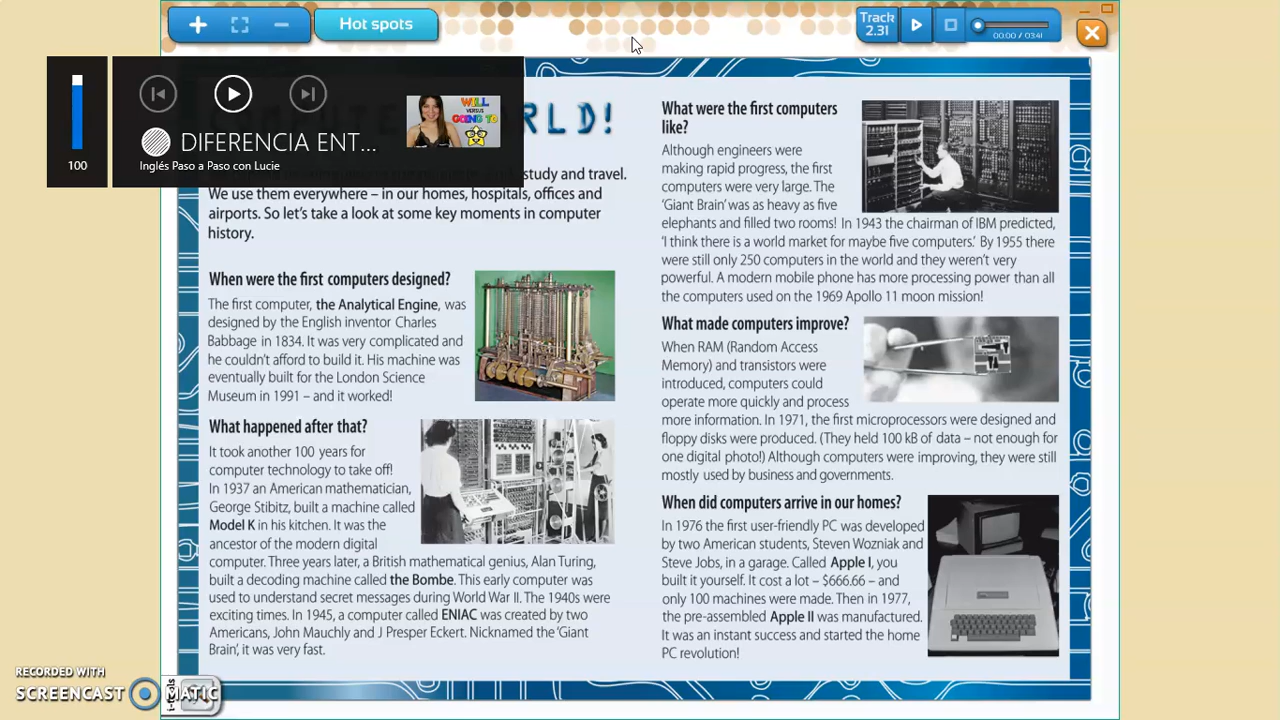 Hot spots
Track
2.31
00:00 / 03:41
100
DIFERENCIA ENT...
Inglés Paso a Paso con Lucie
WILL
VERSUS
GOING TO
RLD!
study and travel.
We use them everywhere – in our homes, hospitals, offices and
airports. So let's take a look at some key moments in computer
history.
When were the first computers designed?
The first computer, the Analytical Engine, was
designed by the English inventor Charles
Babbage in 1834. It was very complicated and
he couldn't afford to build it. His machine was
eventually built for the London Science
Museum in 1991 – and it worked!
What happened after that?
It took another 100 years for
computer technology to take off!
In 1937 an American mathematician,
George Stibitz, built a machine called
Model K in his kitchen. It was the
ancestor of the modern digital
computer. Three years later, a British mathematical genius, Alan Turing,
built a decoding machine called the Bombe. This early computer was
used to understand secret messages during World War II. The 1940s were
exciting times. In 1945, a computer called ENIAC was created by two
Americans, John Mauchly and J Presper Eckert. Nicknamed the 'Giant
Brain', it was very fast.
What were the first computers
like?
Although engineers were
making rapid progress, the first
computers were very large. The
'Giant Brain' was as heavy as five
elephants and filled two rooms! In 1943 the chairman of IBM predicted,
'I think there is a world market for maybe five computers.' By 1955 there
were still only 250 computers in the world and they weren't very
powerful. A modern mobile phone has more processing power than all
the computers used on the 1969 Apollo 11 moon mission!
What made computers improve?
When RAM (Random Access
Memory) and transistors were
introduced, computers could
operate more quickly and process
more information. In 1971, the first microprocessors were designed and
floppy disks were produced. (They held 100 kB of data – not enough for
one digital photo!) Although computers were improving, they were still
mostly used by business and governments.
When did computers arrive in our homes?
In 1976 the first user-friendly PC was developed
by two American students, Steven Wozniak and
Steve Jobs, in a garage. Called Apple I, you
built it yourself. It cost a lot – $666.66 – and
only 100 machines were made. Then in 1977,
the pre-assembled Apple II was manufactured.
It was an instant success and started the home
PC revolution!
RECORDED WITH
SCREENCAST MATIC